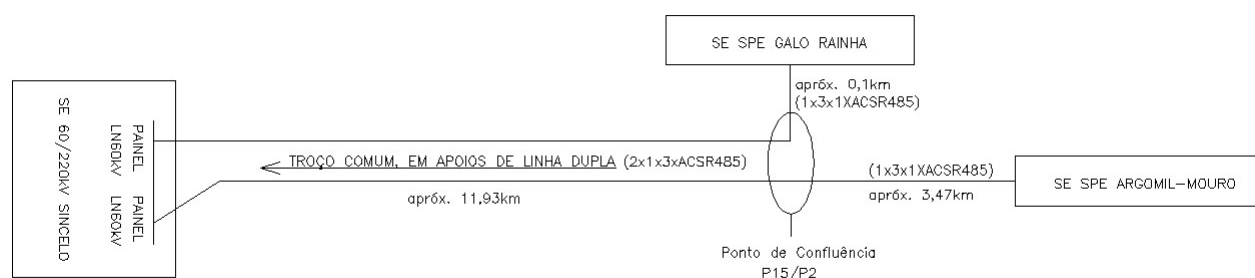 SE SPE GALO RAINHA
apróx. 0,1km
(1x3x1XACSR485)
SE 60/220kV SINCELO
PAINEL
LN60kV
PAINEL
LN60kV
TROÇO COMUM, EM APOIOS DE LINHA DUPLA (2x1x3xACSR485)
apróx. 11,93km
(1x3x1XACSR485)
apróx. 3,47km
SE SPE ARGOMIL-MOURO
Ponto de Confluência
P15/P2